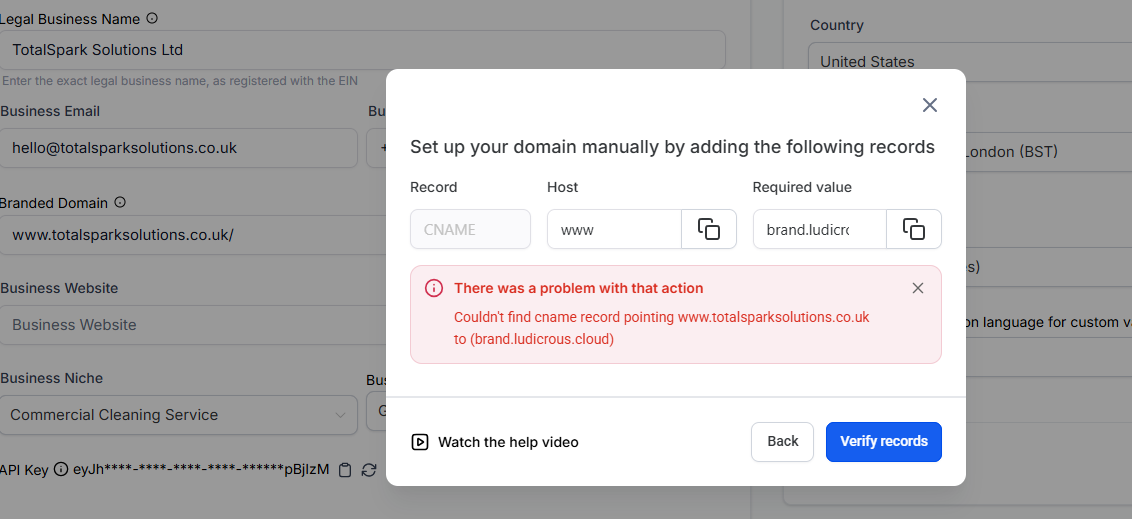 Legal Business Name
TotalSpark Solutions Ltd
Enter the exact legal business name, as registered with the EIN
Business Email
Bu
hello@totalsparksolutions.co.uk
+
Branded Domain
www.totalsparksolutions.co.uk/
Business Website
Business Website
Business Niche
Bus
Commercial Cleaning Service
G
API Key eyJh****-****-****-****-******pBjIzM
Country
United States
London (BST)
s)
on language for custom va
Set up your domain manually by adding the following records
Record Host Required value
CNAME www brand.ludicr
There was a problem with that action
Couldn't find cname record pointing www.totalsparksolutions.co.uk
to (brand.ludicrous.cloud)
Watch the help video Back Verify records